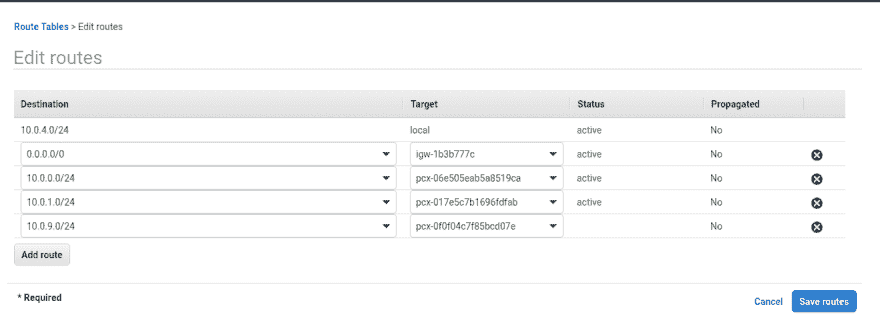 Route Tables > Edit routes
Edit routes
Destination Target Status Propagated
10.0.4.0/24 local active No
0.0.0.0/0 igw-1b3b777c active No
10.0.0.0/24 pcx-06e505eab5a8519ca active No
10.0.1.0/24 pcx-017e5c7b1696fdfab active No
10.0.9.0/24 pcx-0f0f04c7f85bcd07e No
Add route
* Required
Cancel Save routes